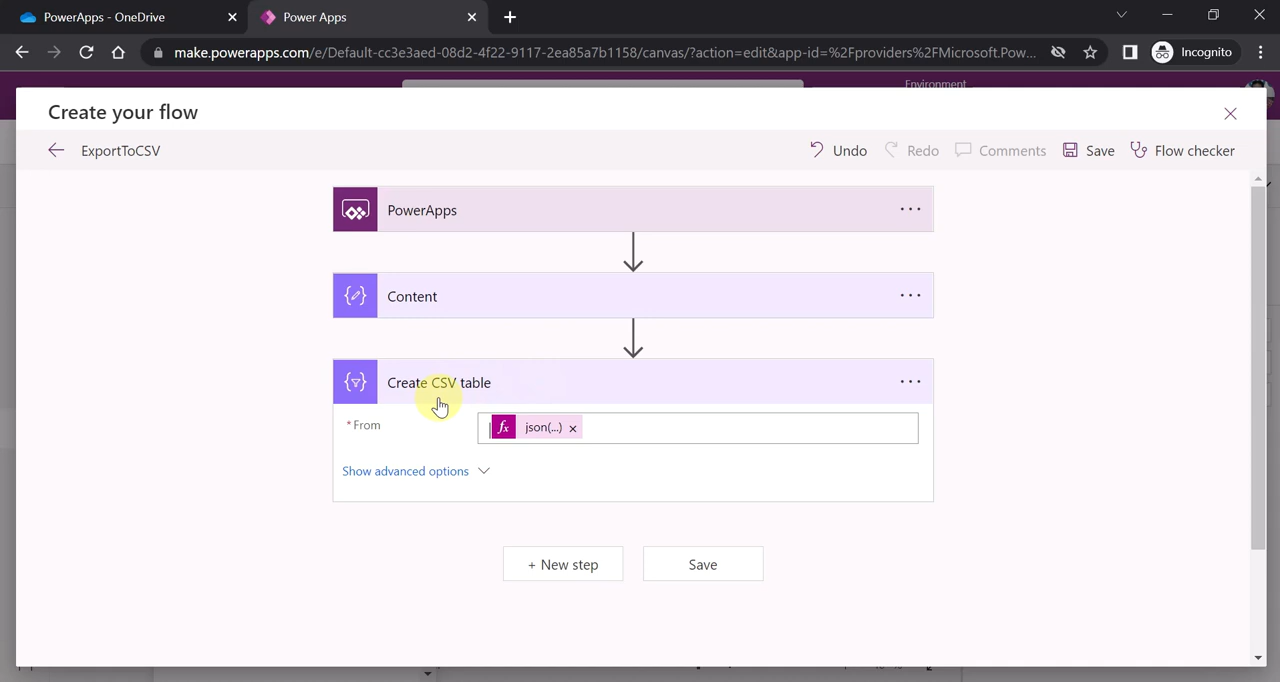 PowerApps - OneDrive
Power Apps
make.powerapps.com/e/Default-cc3e3aed-08d2-4f22-9117-2ea85a7b1158/canvas/?action=edit&app-id=%2Fproviders%2FMicrosoft.Pow...
Incognito
Environment
Create your flow
ExportToCSV
Undo
Redo
Comments
Save
Flow checker
PowerApps
Content
Create CSV table
* From
fx json(...) ×
Show advanced options
+ New step
Save